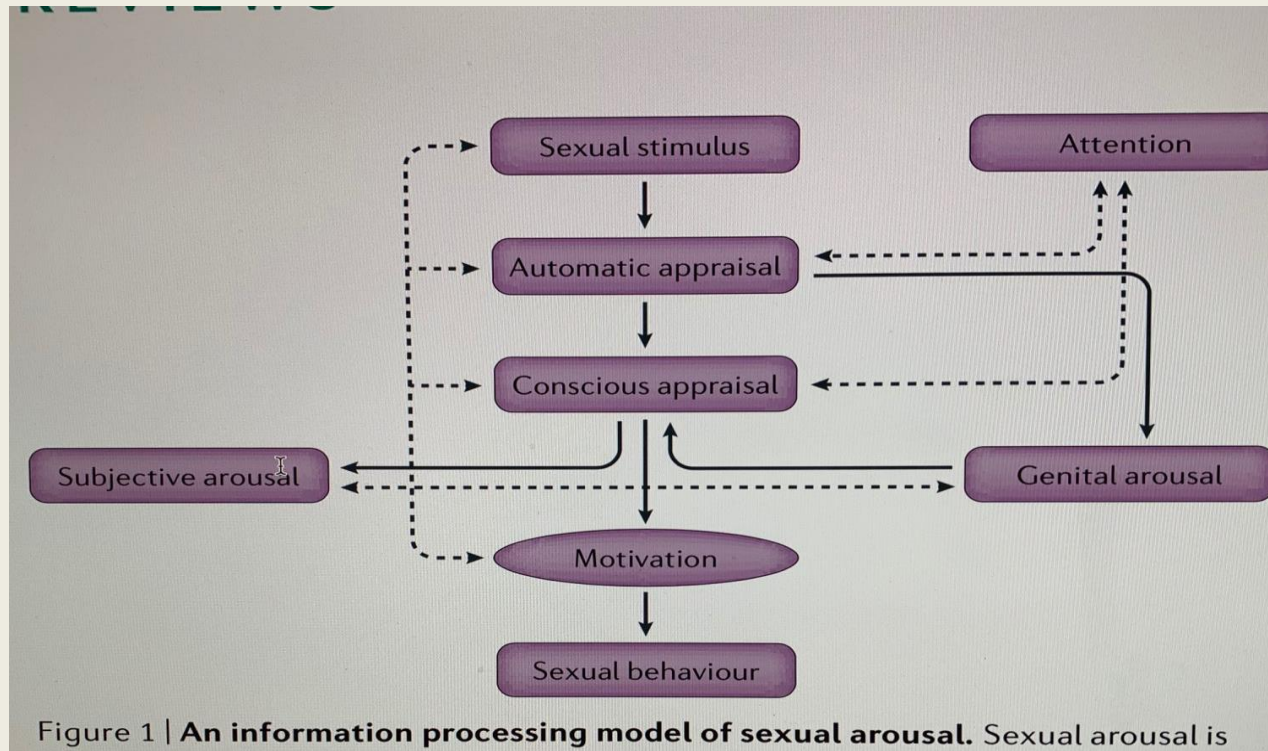 REVIEWS
Sexual stimulus
Attention
Automatic appraisal
Conscious appraisal
Subjective arousal
Genital arousal
Motivation
Sexual behaviour
Figure 1 | An information processing model of sexual arousal. Sexual arousal is